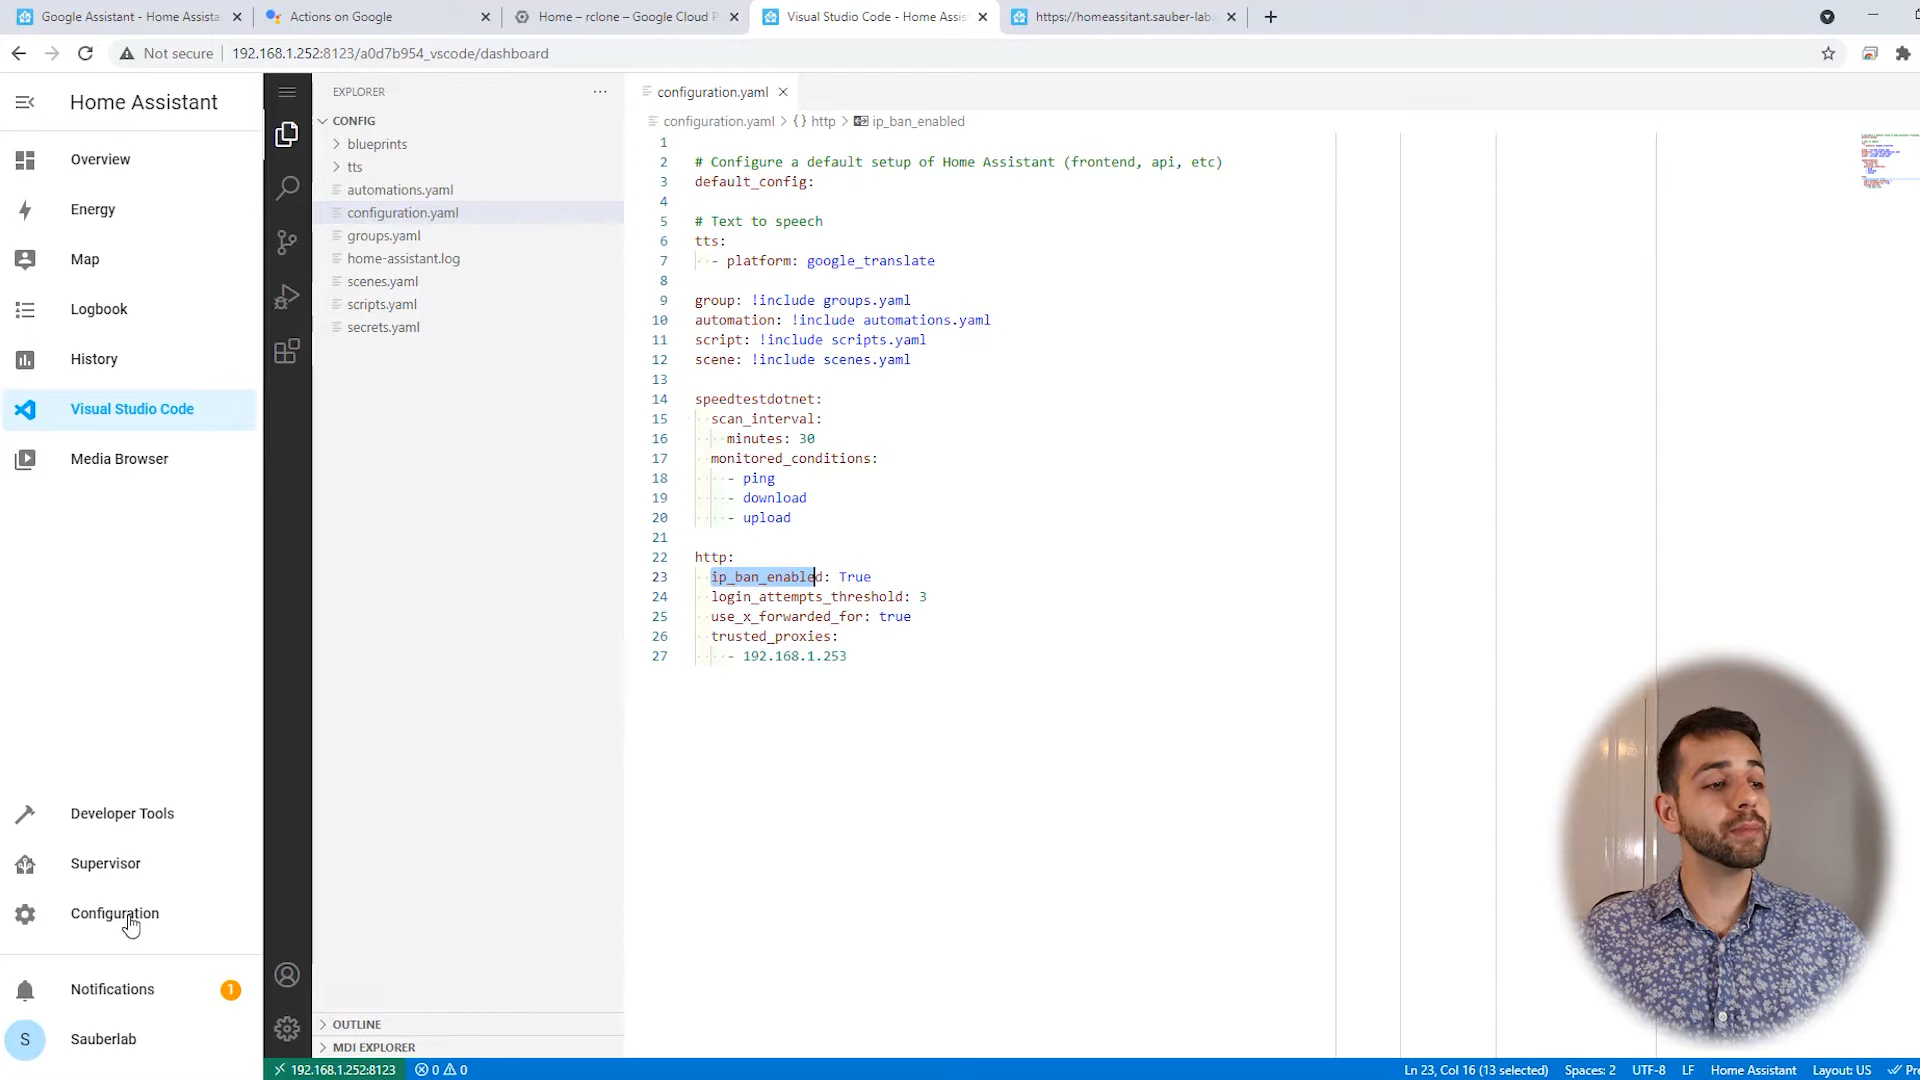 Google Assistant - Home Assista
Actions on Google
Home – rclone – Google Cloud P
Visual Studio Code - Home Assis
https://homeassitant.sauber-lab.
Not secure
192.168.1.252:8123/a0d7b954_vscode/dashboard
Home Assistant
Overview
Energy
Map
Logbook
History
Visual Studio Code
Media Browser
Developer Tools
Supervisor
Configuration
Notifications
1
S
Sauberlab
EXPLORER
CONFIG
blueprints
tts
automations.yaml
configuration.yaml
groups.yaml
home-assistant.log
scenes.yaml
scripts.yaml
secrets.yaml
OUTLINE
MDI EXPLORER
configuration.yaml
configuration.yaml > {} http > ip_ban_enabled
1
2 # Configure a default setup of Home Assistant (frontend, api, etc)
3 default_config:
4
5 # Text to speech
6 tts:
7 - platform: google_translate
8
9 group: !include groups.yaml
10 automation: !include automations.yaml
11 script: !include scripts.yaml
12 scene: !include scenes.yaml
13
14 speedtestdotnet:
15 scan_interval:
16 minutes: 30
17 monitored_conditions:
18 - ping
19 - download
20 - upload
21
22 http:
23 ip_ban_enabled: True
24 login_attempts_threshold: 3
25 use_x_forwarded_for: true
26 trusted_proxies:
27 - 192.168.1.253
192.168.1.252:8123
0 0
Ln 23, Col 16 (13 selected)
Spaces: 2
UTF-8
LF
Home Assistant
Layout: US
Pre